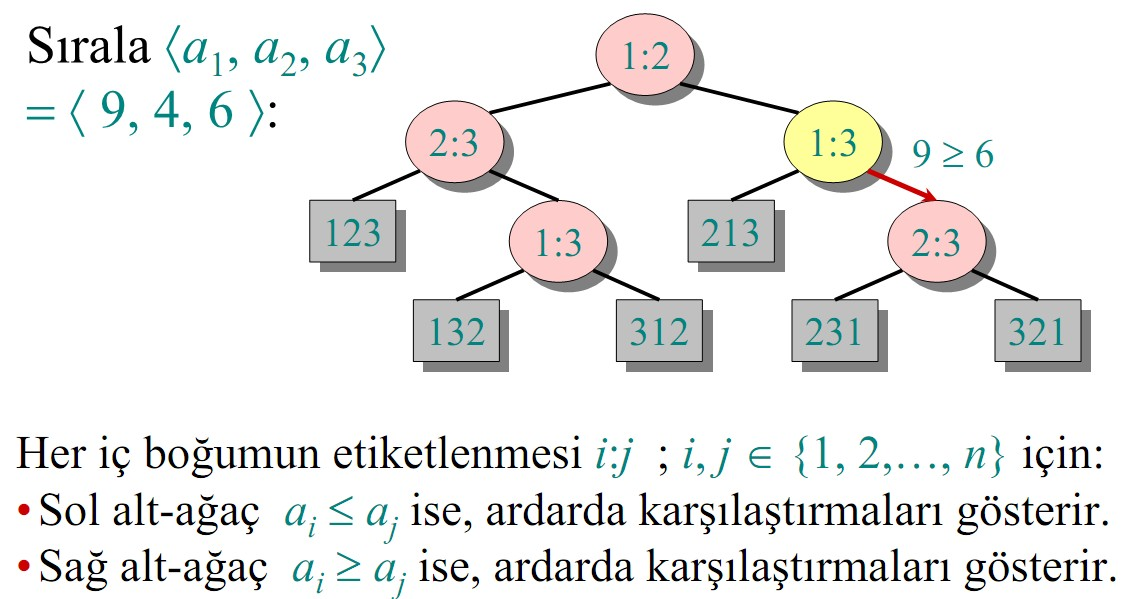 Sırala ⟨a₁, a₂, a₃⟩
= ⟨ 9, 4, 6 ⟩:
1:2
2:3
1:3
9 ≥ 6
123
1:3
213
2:3
132
312
231
321
Her iç boğumun etiketlenmesi i:j ; i, j ∈ {1, 2,…, n} için:
• Sol alt-ağaç aᵢ ≤ aⱼ ise, ardarda karşılaştırmaları gösterir.
• Sağ alt-ağaç aᵢ ≥ aⱼ ise, ardarda karşılaştırmaları gösterir.